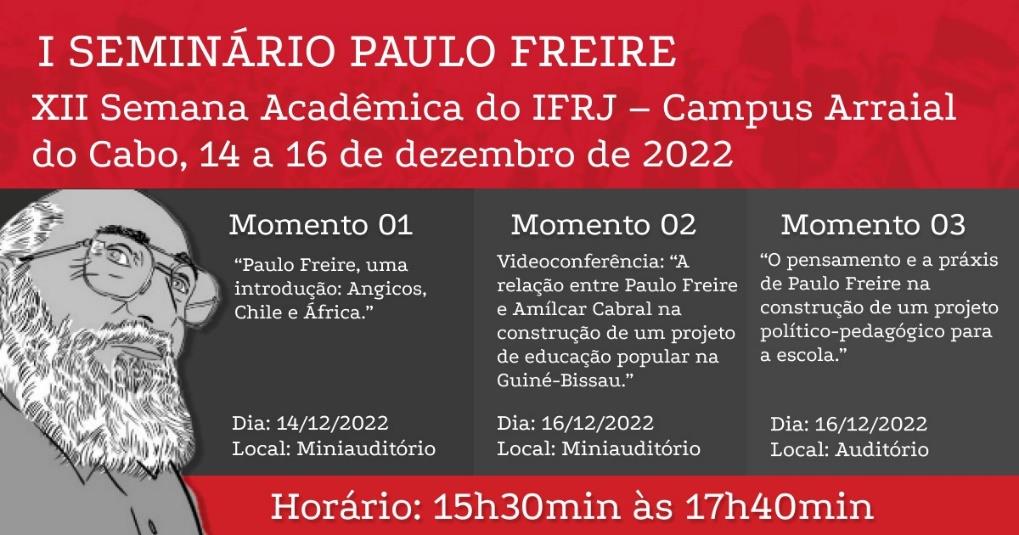 I SEMINÁRIO PAULO FREIRE
XII Semana Acadêmica do IFRJ – Campus Arraial
do Cabo, 14 a 16 de dezembro de 2022
Momento 01
“Paulo Freire, uma
introdução: Angicos,
Chile e África.”
Dia: 14/12/2022
Local: Miniauditório
Momento 02
Videoconferência: “A
relação entre Paulo Freire
e Amílcar Cabral na
construção de um projeto
de educação popular na
Guiné-Bissau.”
Dia: 16/12/2022
Local: Miniauditório
Momento 03
“O pensamento e a práxis
de Paulo Freire na
construção de um projeto
político-pedagógico para
a escola.”
Dia: 16/12/2022
Local: Auditório
Horário: 15h30min às 17h40min